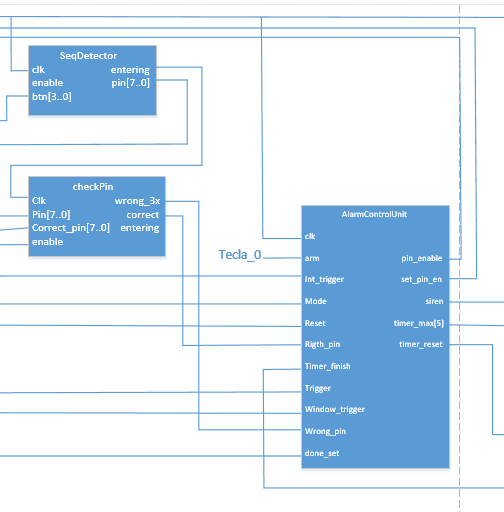 SeqDetector
clk entering
enable pin[7..0]
btn[3..0]
checkPin
Clk wrong_3x
Pin[7..0] correct
Correct_pin[7..0] entering
enable
AlarmControlUnit
clk
Tecla_0 arm pin_enable
Int_trigger set_pin_en
Mode siren
Reset timer_max[5]
Rigth_pin timer_reset
Timer_finish
Trigger
Window_trigger
Wrong_pin
done_set